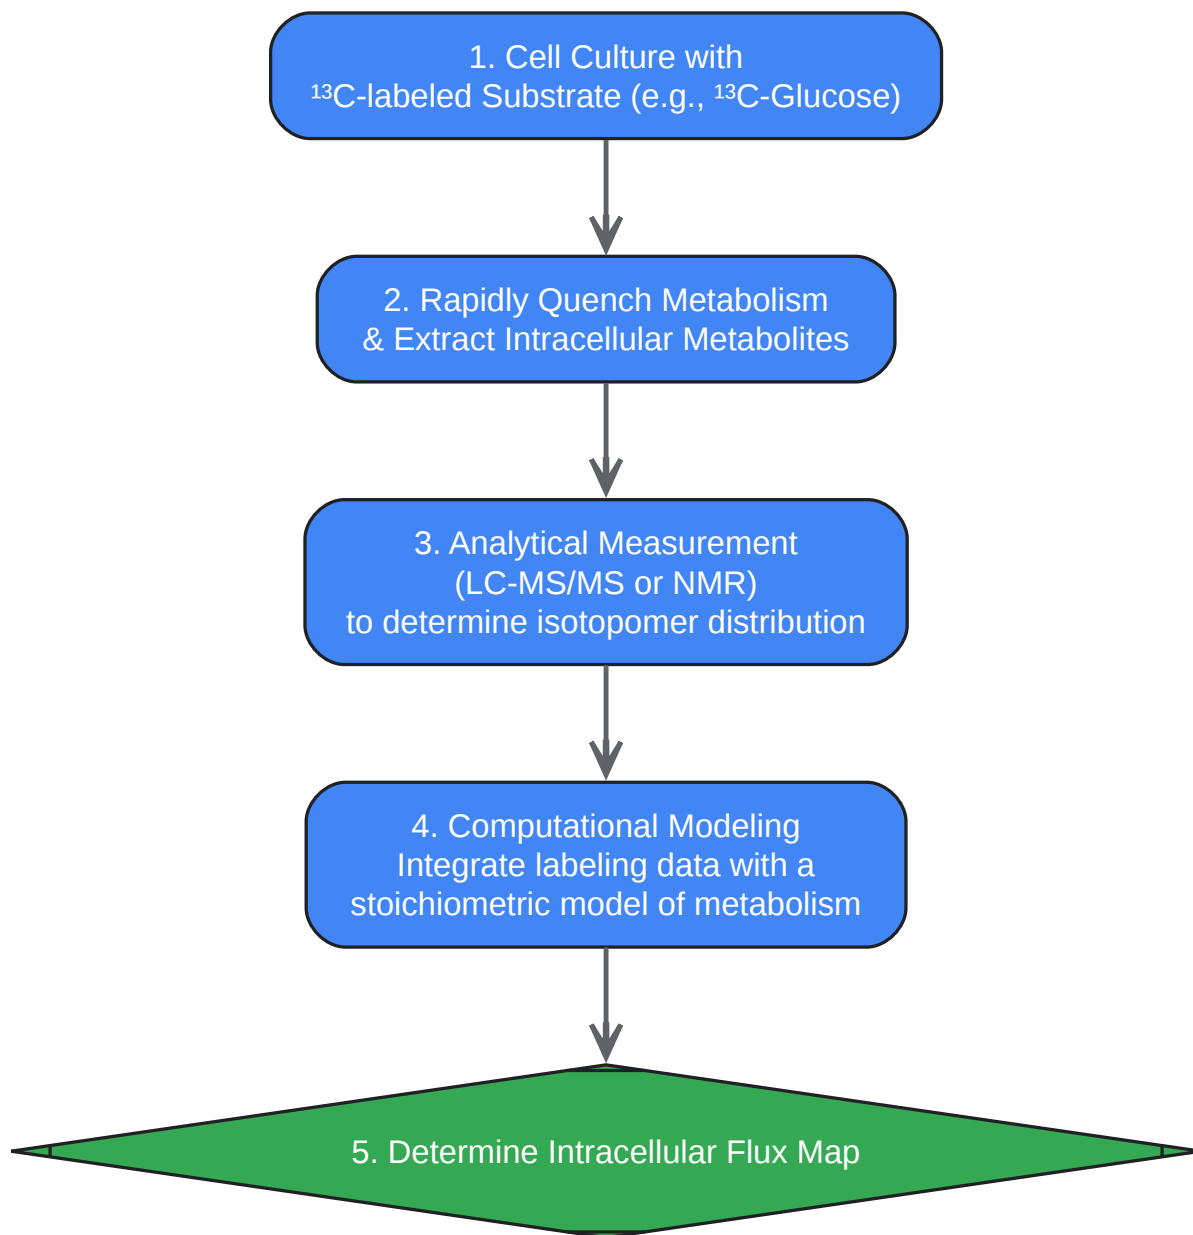 1. Cell Culture with
¹³C-labeled Substrate (e.g., ¹³C-Glucose)
2. Rapidly Quench Metabolism
& Extract Intracellular Metabolites
3. Analytical Measurement
(LC-MS/MS or NMR)
to determine isotopomer distribution
4. Computational Modeling
Integrate labeling data with a
stoichiometric model of metabolism
5. Determine Intracellular Flux Map